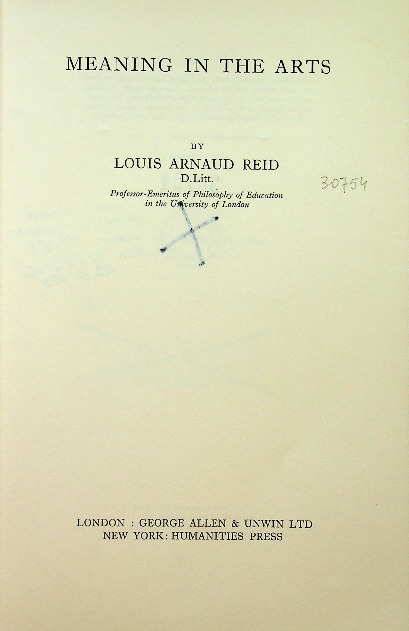 MEANING IN THE ARTS
BY
LOUIS ARNAUD REID
D.Litt.
Professor-Emeritus of Philosophy of Education
in the University of London
30754
LONDON : GEORGE ALLEN & UNWIN LTD
NEW YORK: HUMANITIES PRESS